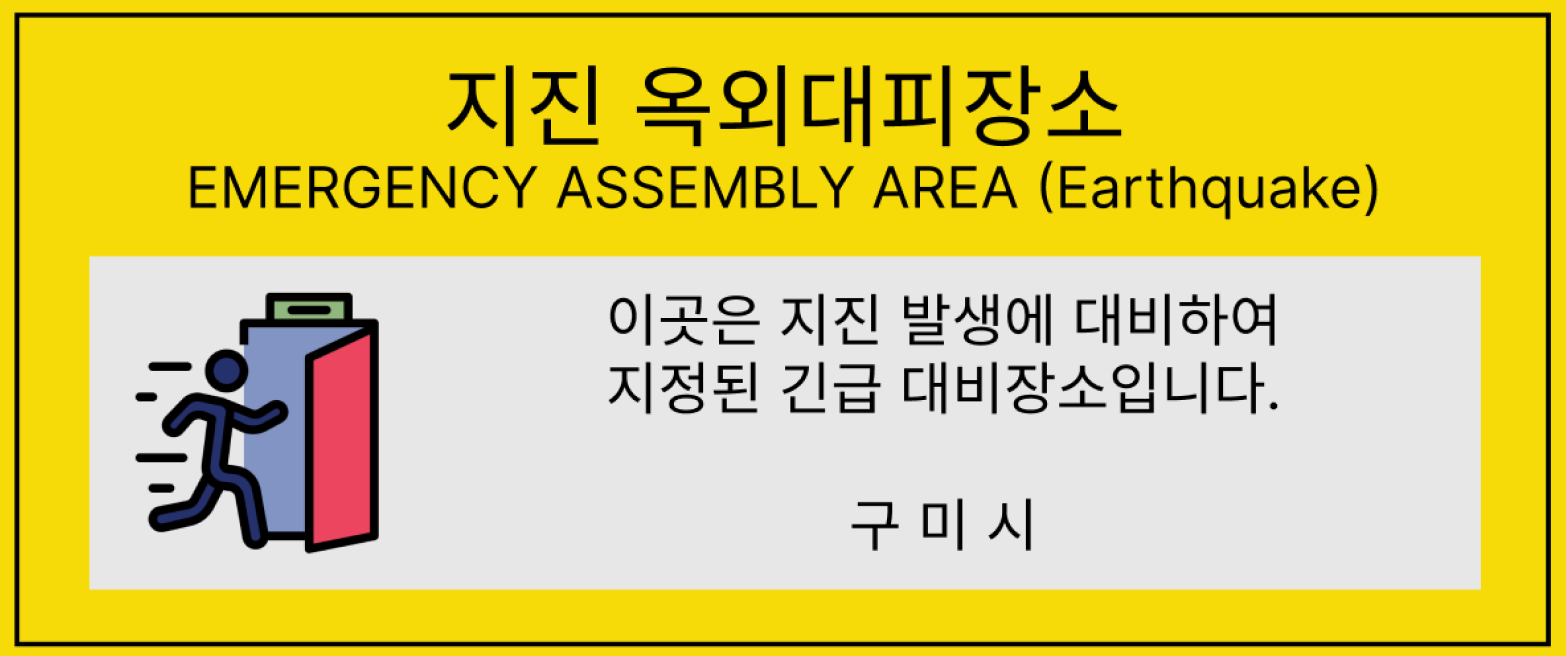 지진 옥외대피장소
EMERGENCY ASSEMBLY AREA (Earthquake)
이곳은 지진 발생에 대비하여
지정된 긴급 대비장소입니다.
구 미 시